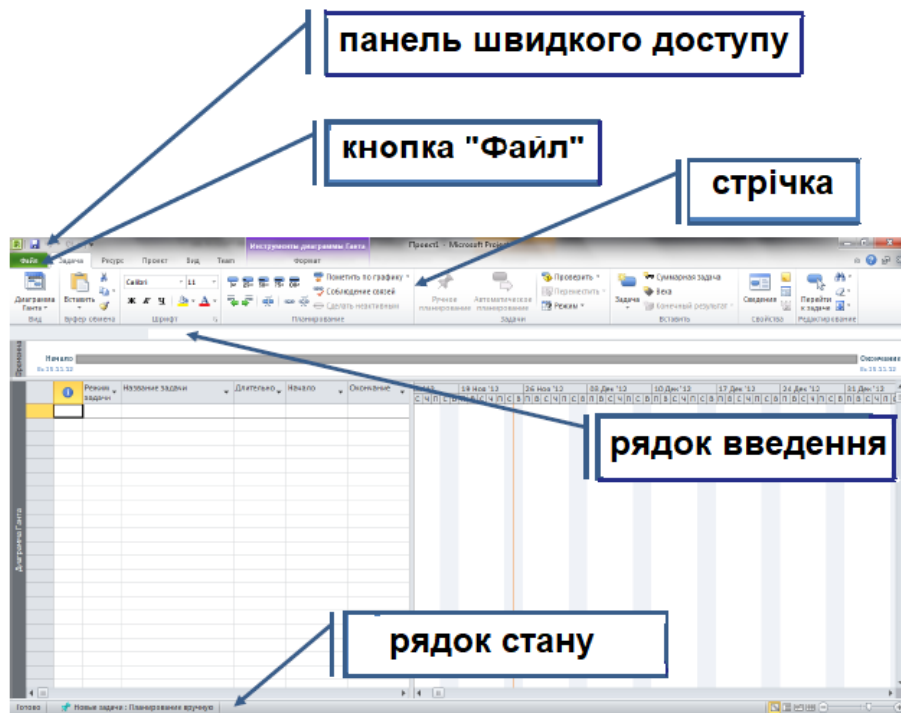 панель швидкого доступу
кнопка "Файл"
стрічка
Инструменты диаграммы Ганта
Проект1 - Microsoft Project
Файл Задача Ресурс Проект Вид Team Формат
Диаграмма Ганта
Вставить
Calibri 11
Ж К Ч
Пометить по графику
Соблюдение связей
Сделать неактивным
Ручное планирование
Автоматическое планирование
Проверить
Переместить
Режим
Задача
Суммарная задача
Веха
Конечный результат
Сведения
Перейти к задаче
Вид Буфер обмена Шрифт Планирование Задачи Вставить Свойства Редактирование
Начало
Окончание
Режим задачи Название задачи Длительно Начало Окончание
19 Ноя '12 26 Ноя '12 03 Дек '12 10 Дек '12 17 Дек '12 24 Дек '12 31 Дек '12
рядок введення
Диаграмма Ганта
рядок стану
Готово Новые задачи : Планирование вручную